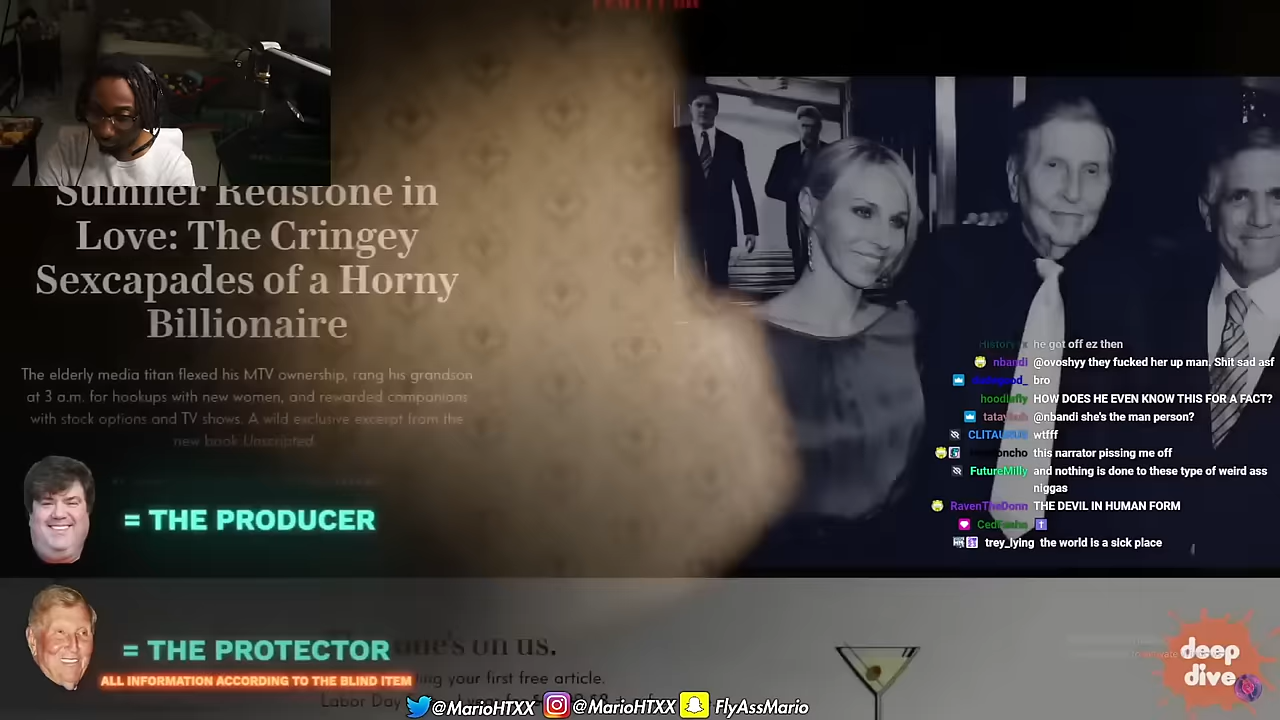 Sumner Redstone in
Love: The Cringey
Sexcapades of a Horny
Billionaire
The elderly media titan flexed his MTV ownership, rang his grandson
at 3 a.m. for hookups with new women, and rewarded companions
with stock options and TV shows. A wild exclusive excerpt from the
new book Unscripted.
= THE PRODUCER
= THE PROTECTOR
ALL INFORMATION ACCORDING TO THE BLIND ITEM
one's on us.
ing your first free article.
Labor Day
he got off ez then
nbandi @ovoshyy they fucked her up man, Shit sad asf
bro
hoodiefly HOW DOES HE EVEN KNOW THIS FOR A FACT?
@nbandi she's the man person?
CLITAURUS wtfff
this narrator pissing me off
FutureMilly and nothing is done to these type of weird ass
niggas
RavenThaDonn THE DEVIL IN HUMAN FORM
trey_lying the world is a sick place
deep
dive
@MarioHTXX @MarioHTXX FlyAssMario